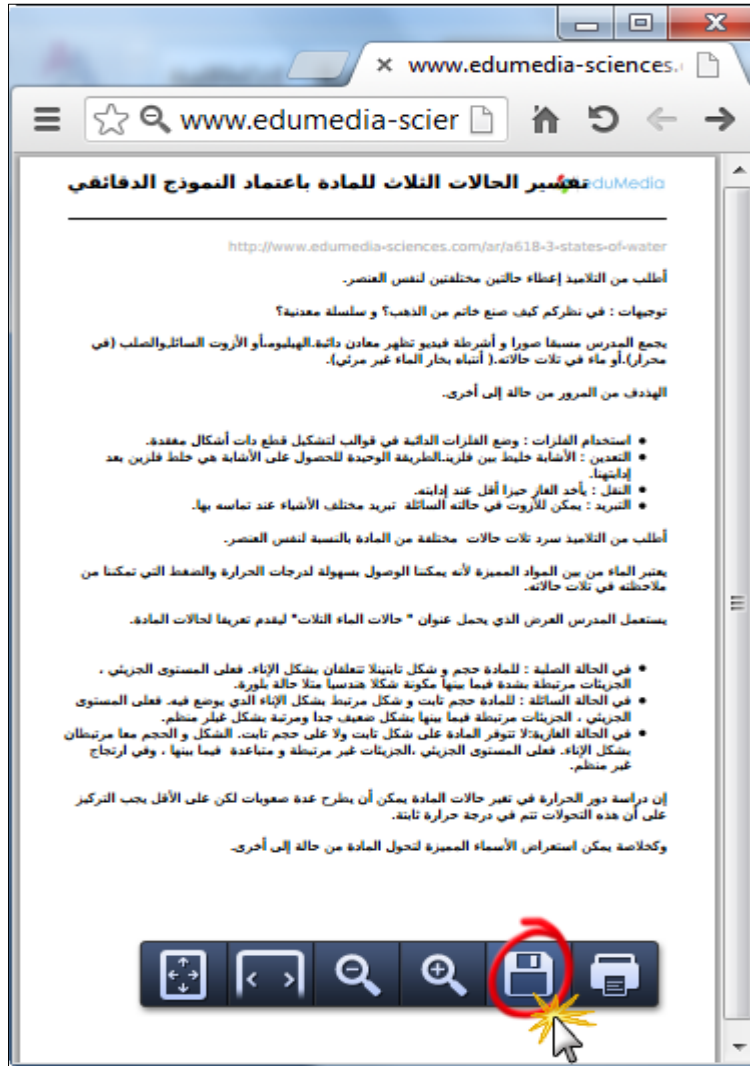 www.edumedia-sciences.
www.edumedia-scier
تفسير الحالات الثلاث للمادة باعتماد النموذج الدقائقي
eduMedia
http://www.edumedia-sciences.com/ar/a618-3-states-of-water
أطلب من التلاميذ إعطاء حالتين مختلفتين لنفس العنصر.
توجيهات : في نظركم كيف صنع خاتم من الذهب؟ و سلسلة معدنية؟
يجمع المدرس مسبقا صورا و أشرطة فيديو تظهر معادن دائبة.الهيليوم.أو الأزوت السائل.والصلب (في
محرار).أو ماء في ثلاث حالاته.( أنتباه بخار الماء غير مرئي).
الهذدف من المرور من حالة إلى أخرى.
• استخدام الفلزات : وضع الفلزات الدائبة في قوالب لتشكيل قطع دات أشكال معقدة.
• التعدين : الأشابة خليط بين فلزين.الطريقة الوحيدة للحصول على الأشابة هي خلط فلزين بعد
إدابتهنا.
• النقل : يأخد الغاز حيزا أقل عند إدابته.
• التبريد : يمكن للأزوت في حالته السائلة تبريد مختلف الأشياء عند تماسه بها.
أطلب من التلاميذ سرد ثلاث حالات مختلفة من المادة بالنسبة لنفس العنصر.
يعتبر الماء من بين المواد المميزة لأنه يمكننا الوصول بسهولة لدرجات الحرارة والضغط التي تمكننا من
ملاحظته في ثلاث حالاته.
يستعمل المدرس العرض الذي يحمل عنوان " حالات الماء الثلاث" ليقدم تعريفا لحالات المادة.
• في الحالة الصلبة : للمادة حجم و شكل تتعلقان بشكل الإناء. فعلى المستوى الجزيئي ،
الجزيئات مرتبطة بشدة فيما بينها مكونة شكلا هندسيا مثلا حالة بلورة.
• في الحالة السائلة : للمادة حجم ثابت و شكل مرتبط بشكل الإناء الدي يوضع فيه. فعلى المستوى
الجزيئي ، الجزيئات مرتبطة فيما بينها بشكل ضعيف جدا ومرتبة بشكل منظم.
• في الحالة الغازية:لا تتوفر المادة على شكل ثابت ولا على حجم ثابت. الشكل و الحجم معا مرتبطان
بشكل الإناء. فعلى المستوى الجزيئي ،الجزيئات غير مرتبطة و متباعدة فيما بينها ، وفي ارتجاج
غير منظم.
إن دراسة دور الحرارة في تغير حالات المادة يمكن أن يطرح عدة صعوبات لكن على الأقل يجب التركيز
على أن هذه التحولات تتم في درجة حرارة ثابتة.
وكخلاصة يمكن استعراض الأسماء المميزة لتحول المادة من حالة إلى أخرى.